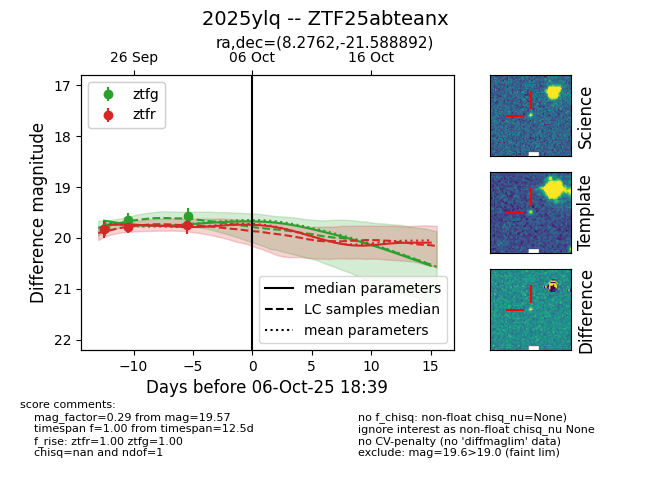 2025ylq -- ZTF25abteanx
ra,dec=(8.2762,-21.588892)
26 Sep
06 Oct
16 Oct
17
18
19
20
21
22
Difference magnitude
ztfg
ztfr
median parameters
LC samples median
mean parameters
−10
−5
0
5
10
15
Days before 06-Oct-25 18:39
Science
Template
Difference
score comments:
mag_factor=0.29 from mag=19.57
timespan f=1.00 from timespan=12.5d
f_rise: ztfr=1.00 ztfg=1.00
chisq=nan and ndof=1
no f_chisq: non-float chisq_nu=None)
ignore interest as non-float chisq_nu None
no CV-penalty (no 'diffmaglim' data)
exclude: mag=19.6>19.0 (faint lim)